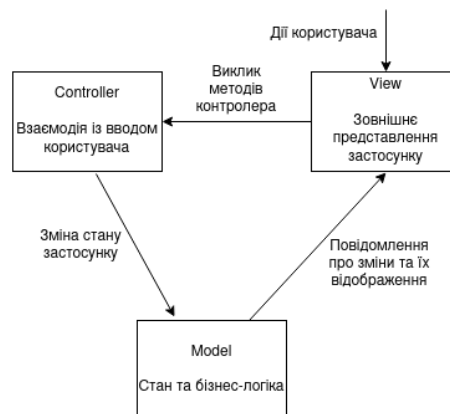 Дії користувача
Controller
Взаємодія із вводом
користувача
Виклик
методів
контролера
View
Зовнішнє
представлення
застосунку
Зміна стану
застосунку
Повідомлення
про зміни та їх
відображення
Model
Стан та бізнес-логіка